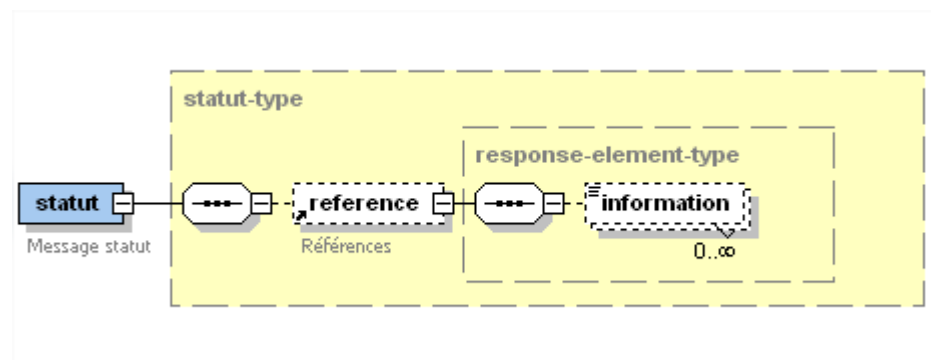 statut-type
response-element-type
statut
reference
information
Message statut
Références
0..∞